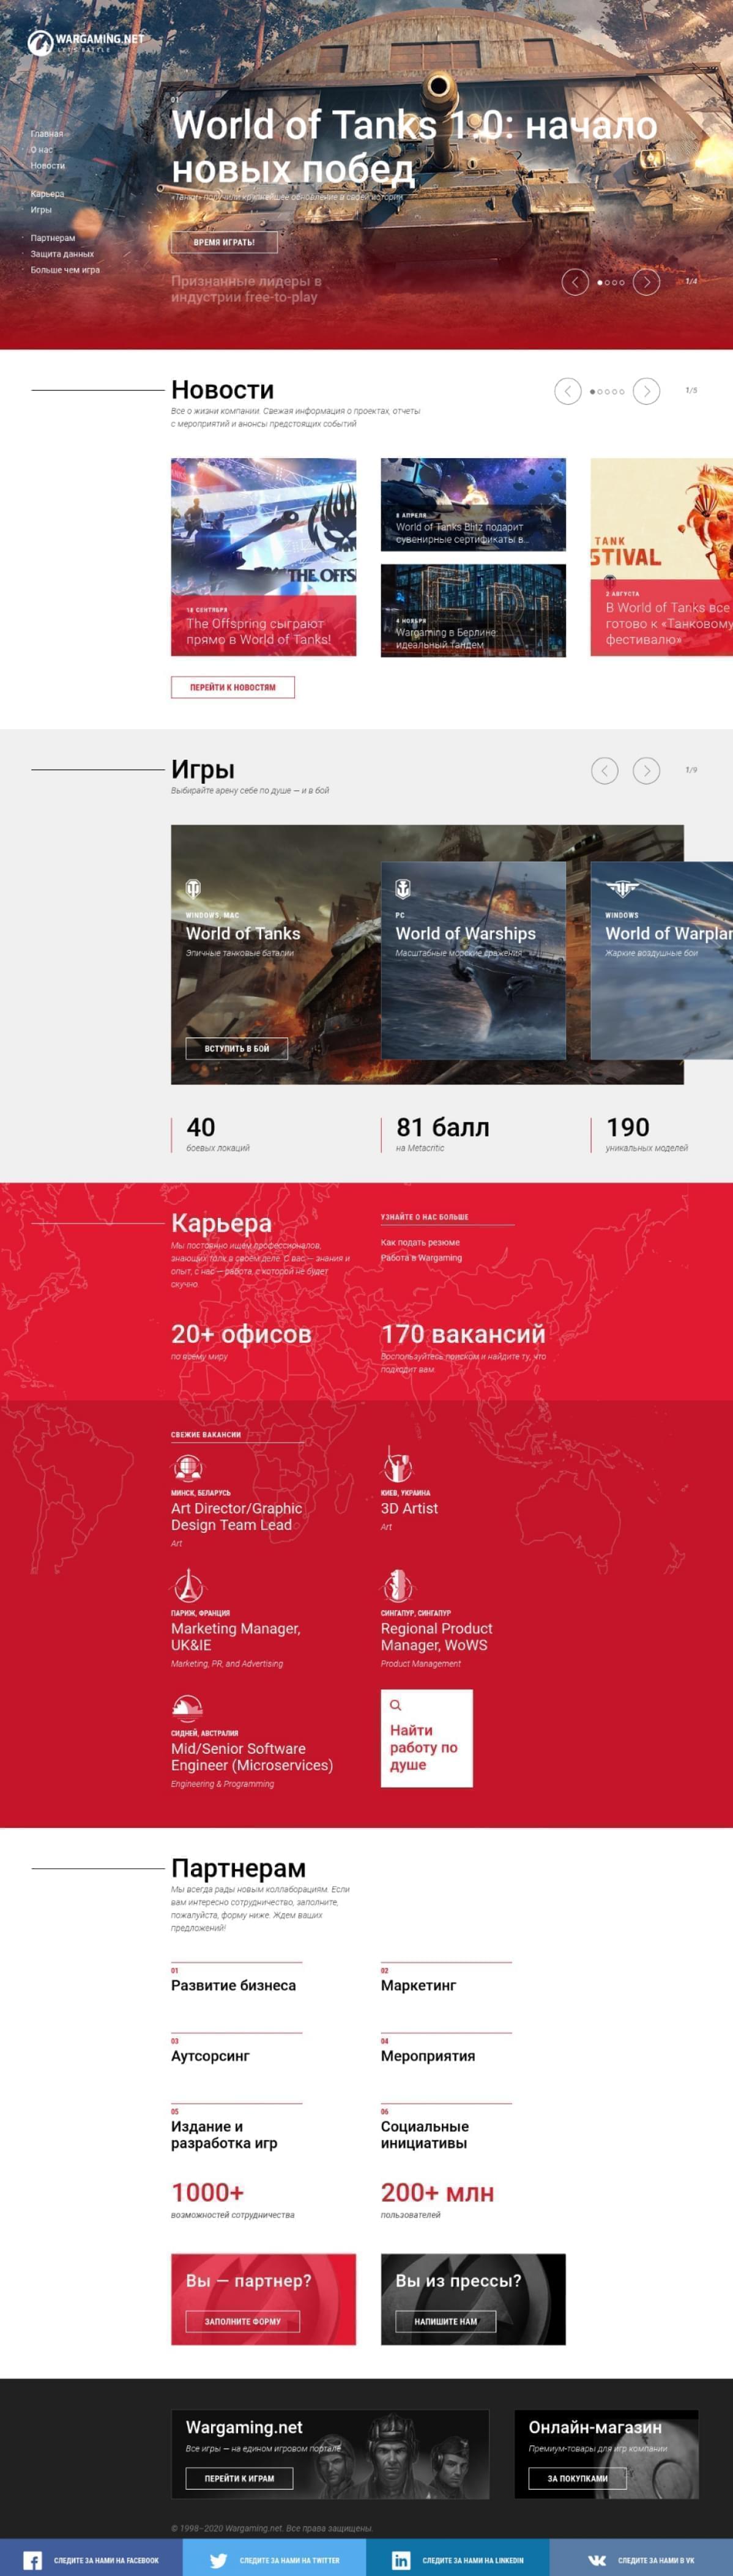 WARGAMING.NET
LET'S BATTLE
Главная
О нас
Новости
Карьера
Игры
Партнерам
Защита данных
Больше чем игра
01
World of Tanks 1.0: начало
новых побед
«Танки» получили крупнейшее обновление в своей истории
ВРЕМЯ ИГРАТЬ!
Признанные лидеры в
индустрии free-to-play
1/4
Новости
Все о жизни компании. Свежая информация о проектах, отчеты
с мероприятий и анонсы предстоящих событий
1/5
THE OFFS
18 СЕНТЯБРЯ
The Offspring сыграют
прямо в World of Tanks!
8 АПРЕЛЯ
World of Tanks Blitz подарит
сувенирные сертификаты в...
4 НОЯБРЯ
Wargaming в Берлине:
идеальный тандем
TANK
STIVAL
2 АВГУСТА
В World of Tanks все
готово к «Танковому
фестивалю»
ПЕРЕЙТИ К НОВОСТЯМ
Игры
Выбирайте арену себе по душе — и в бой
1/9
WINDOWS, MAC
World of Tanks
Эпичные танковые баталии
ВСТУПИТЬ В БОЙ
PC
World of Warships
Масштабные морские сражения
WINDOWS
World of Warplan
Жаркие воздушные бои
40
боевых локаций
81 балл
на Metacritic
190
уникальных моделей
Карьера
Мы постоянно ищем профессионалов,
знающих толк в своем деле. С вас — знания и
опыт, с нас — работа, с которой не будет
скучно.
УЗНАЙТЕ О НАС БОЛЬШЕ
Как подать резюме
Работа в Wargaming
20+ офисов
по всему миру
170 вакансий
Воспользуйтесь поиском и найдите ту, что
подходит вам
СВЕЖИЕ ВАКАНСИИ
МИНСК, БЕЛАРУСЬ
Art Director/Graphic
Design Team Lead
Art
КИЕВ, УКРАИНА
3D Artist
Art
ПАРИЖ, ФРАНЦИЯ
Marketing Manager,
UK&IE
Marketing, PR, and Advertising
СИНГАПУР, СИНГАПУР
Regional Product
Manager, WoWS
Product Management
СИДНЕЙ, АВСТРАЛИЯ
Mid/Senior Software
Engineer (Microservices)
Engineering & Programming
Найти
работу по
душе
Партнерам
Мы всегда рады новым коллаборациям. Если
вам интересно сотрудничество, заполните,
пожалуйста, форму ниже. Ждем ваших
предложений!
01
Развитие бизнеса
02
Маркетинг
03
Аутсорсинг
04
Мероприятия
05
Издание и
разработка игр
06
Социальные
инициативы
1000+
возможностей сотрудничества
200+ млн
пользователей
Вы — партнер?
ЗАПОЛНИТЕ ФОРМУ
Вы из прессы?
НАПИШИТЕ НАМ
Wargaming.net
Все игры — на едином игровом портале
ПЕРЕЙТИ К ИГРАМ
Онлайн-магазин
Премиум-товары для игр компании
ЗА ПОКУПКАМИ
© 1998–2020 Wargaming.net. Все права защищены.
СЛЕДИТЕ ЗА НАМИ НА FACEBOOK
СЛЕДИТЕ ЗА НАМИ НА TWITTER
СЛЕДИТЕ ЗА НАМИ НА LINKEDIN
СЛЕДИТЕ ЗА НАМИ В VK